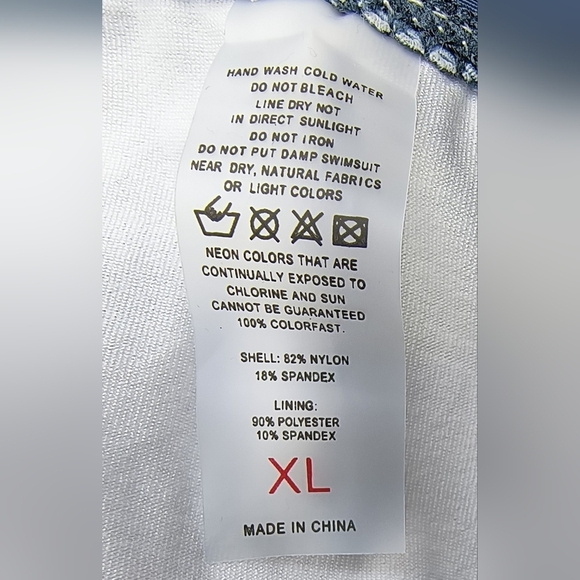 HAND WASH COLD WATER
DO NOT BLEACH
LINE DRY NOT
IN DIRECT SUNLIGHT
DO NOT IRON
DO NOT PUT DAMP SWIMSUIT
NEAR DRY, NATURAL FABRICS
OR LIGHT COLORS
NEON COLORS THAT ARE
CONTINUALLY EXPOSED TO
CHLORINE AND SUN
CANNOT BE GUARANTEED
100% COLORFAST.
SHELL: 82% NYLON
18% SPANDEX
LINING:
90% POLYESTER
10% SPANDEX
XL
MADE IN CHINA